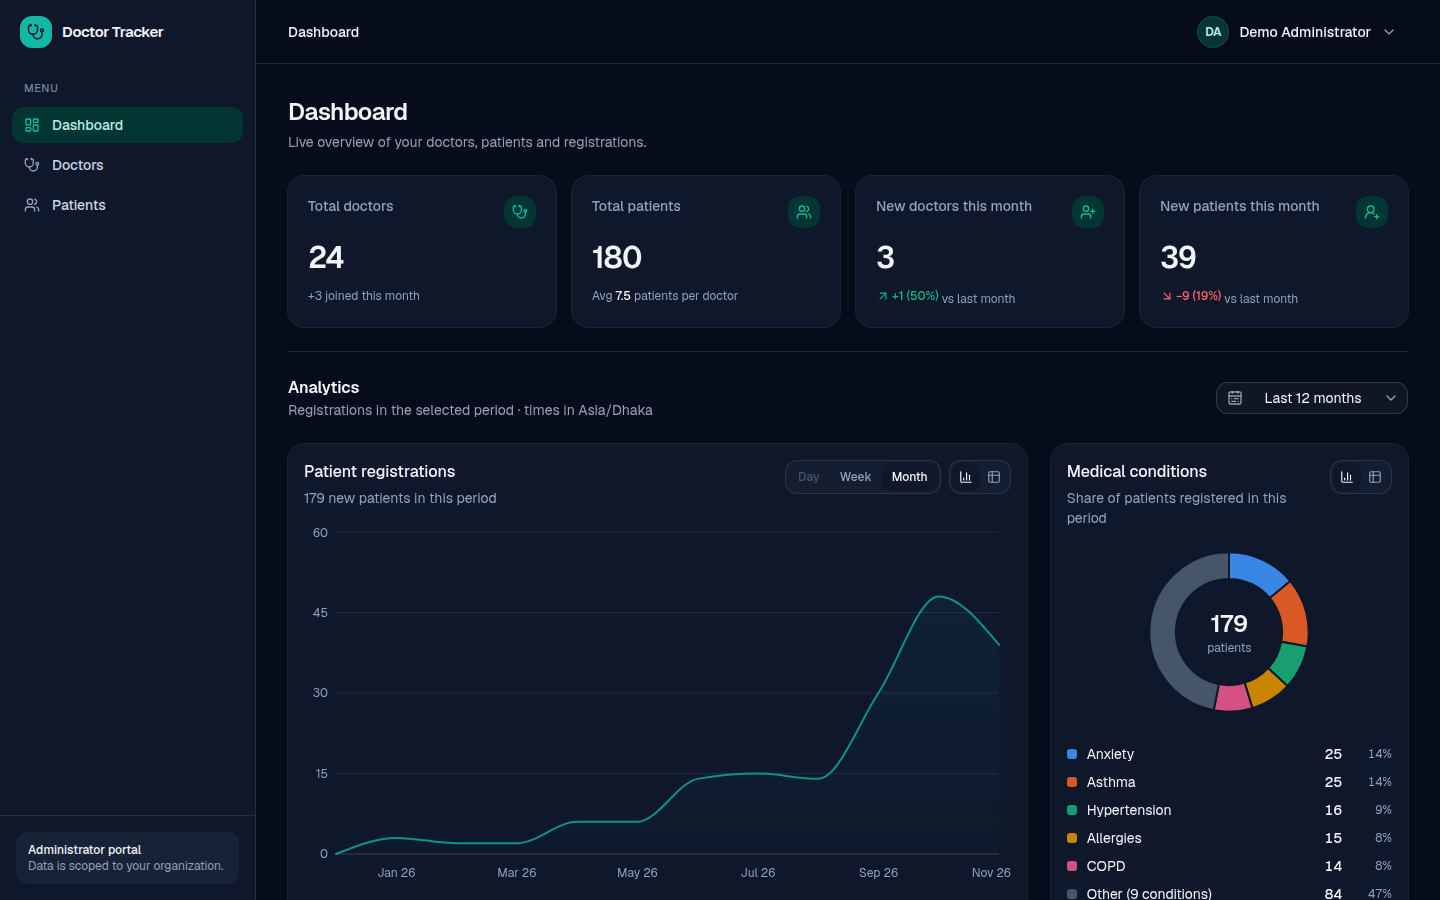 Doctor Tracker
MENU
Dashboard
Doctors
Patients
Administrator portal
Data is scoped to your organization.
Dashboard
DA
Demo Administrator
Dashboard
Live overview of your doctors, patients and registrations.
Total doctors
24
+3 joined this month
Total patients
180
Avg 7.5 patients per doctor
New doctors this month
3
+1 (50%) vs last month
New patients this month
39
−9 (19%) vs last month
Analytics
Registrations in the selected period · times in Asia/Dhaka
Last 12 months
Patient registrations
179 new patients in this period
Day Week Month
60
45
30
15
0
Jan 26 Mar 26 May 26 Jul 26 Sep 26 Nov 26
Medical conditions
Share of patients registered in this
period
179
patients
Anxiety 25 14%
Asthma 25 14%
Hypertension 16 9%
Allergies 15 8%
COPD 14 8%
Other (9 conditions) 84 47%